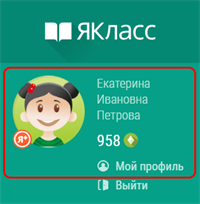 ЯКласс
Екатерина
Ивановна
Петрова
958
Я+
Мой профиль
Выйти